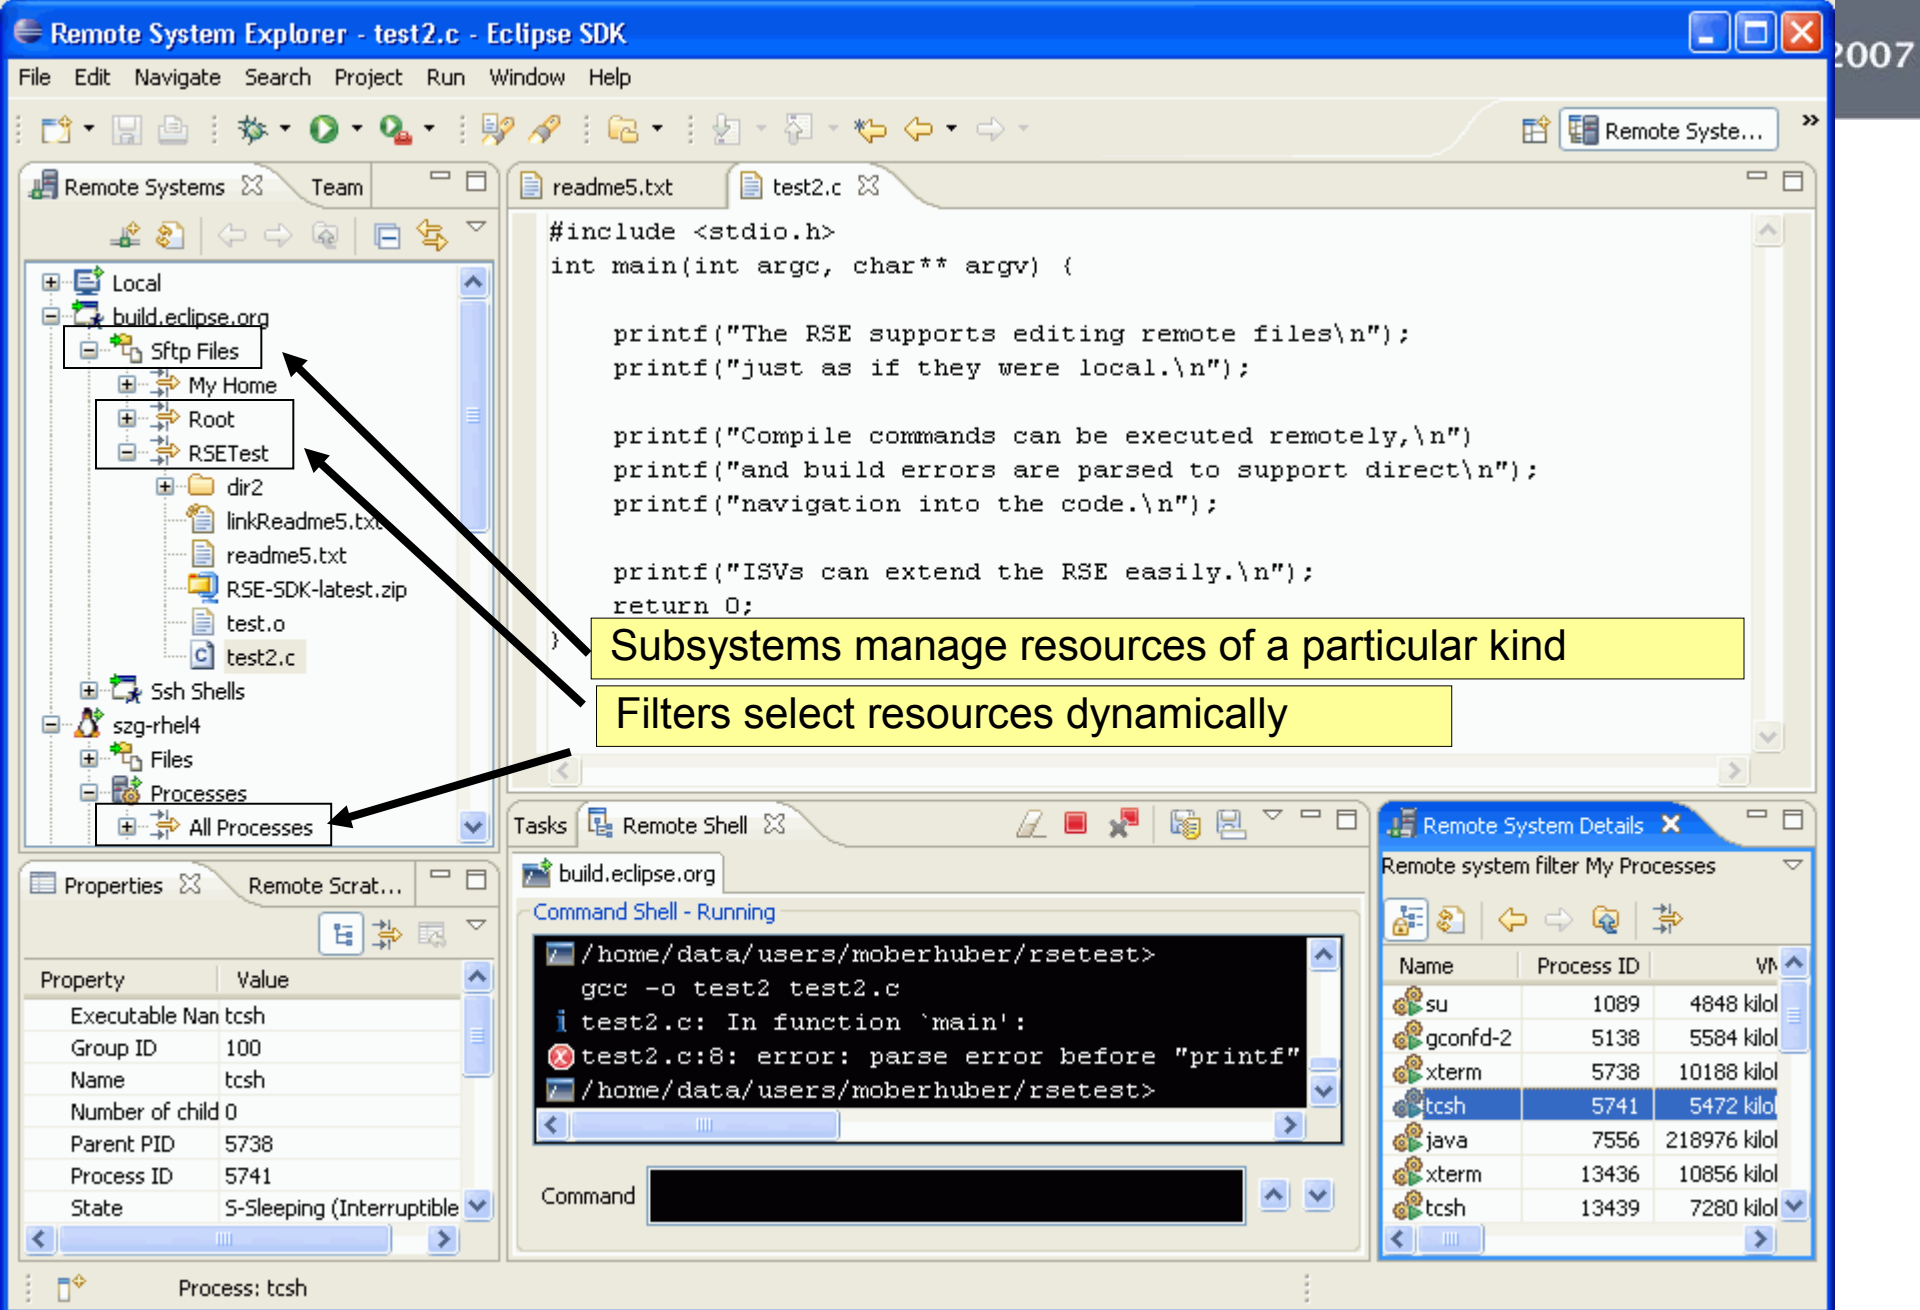 Remote System Explorer - test2.c - Eclipse SDK
2007
File Edit Navigate Search Project Run Window Help
Remote Syste...
»
Remote Systems
Team
Local
build.eclipse.org
Sftp Files
My Home
Root
RSETest
dir2
linkReadme5.txt
readme5.txt
RSE-SDK-latest.zip
test.o
test2.c
Ssh Shells
szg-rhel4
Files
Processes
All Processes
readme5.txt
test2.c
#include <stdio.h>
int main(int argc, char** argv) {
printf("The RSE supports editing remote files\n");
printf("just as if they were local.\n");
printf("Compile commands can be executed remotely,\n")
printf("and build errors are parsed to support direct\n");
printf("navigation into the code.\n");
printf("ISVs can extend the RSE easily.\n");
return 0;
}
Subsystems manage resources of a particular kind
Filters select resources dynamically
Properties
Remote Scrat...
Property Value
Executable Nam tcsh
Group ID 100
Name tcsh
Number of child 0
Parent PID 5738
Process ID 5741
State S-Sleeping (Interruptible
Tasks
Remote Shell
build.eclipse.org
Command Shell - Running
/home/data/users/moberhuber/rsetest>
gcc -o test2 test2.c
test2.c: In function `main':
test2.c:8: error: parse error before "printf"
/home/data/users/moberhuber/rsetest>
Command
Remote System Details
Remote system filter My Processes
Name Process ID VM
su 1089 4848 kilol
gconfd-2 5138 5584 kilol
xterm 5738 10188 kilol
tcsh 5741 5472 kilol
java 7556 218976 kilol
xterm 13436 10856 kilol
tcsh 13439 7280 kilol
Process: tcsh